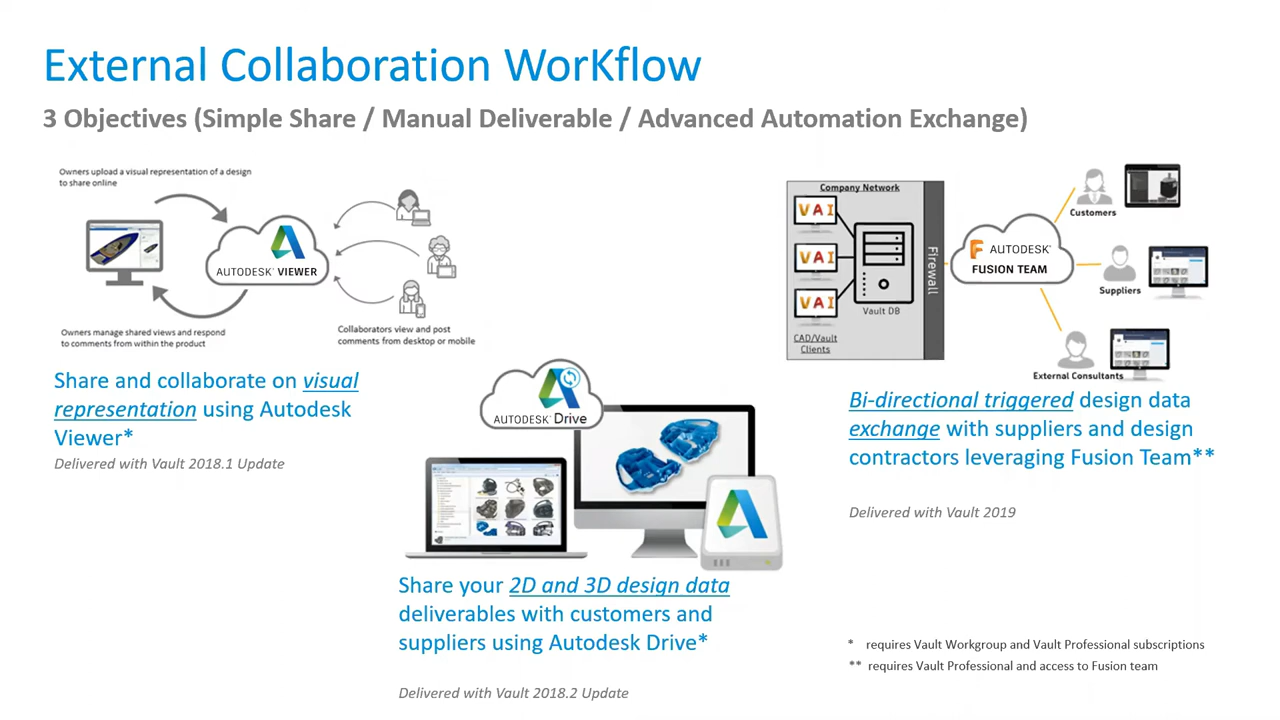 External Collaboration WorKflow
3 Objectives (Simple Share / Manual Deliverable / Advanced Automation Exchange)
Owners upload a visual representation of a design
to share online
AUTODESK® VIEWER
Owners manage shared views and respond
to comments from within the product
Collaborators view and post
comments from desktop or mobile
Share and collaborate on visual
representation using Autodesk
Viewer*
Delivered with Vault 2018.1 Update
AUTODESK® Drive
Share your 2D and 3D design data
deliverables with customers and
suppliers using Autodesk Drive*
Delivered with Vault 2018.2 Update
Company Network
VAI
VAI
VAI
CAD/Vault
Clients
Vault DB
Firewall
F AUTODESK®
FUSION TEAM
Customers
Suppliers
External Consultants
Bi-directional triggered design data
exchange with suppliers and design
contractors leveraging Fusion Team**
Delivered with Vault 2019
* requires Vault Workgroup and Vault Professional subscriptions
** requires Vault Professional and access to Fusion team